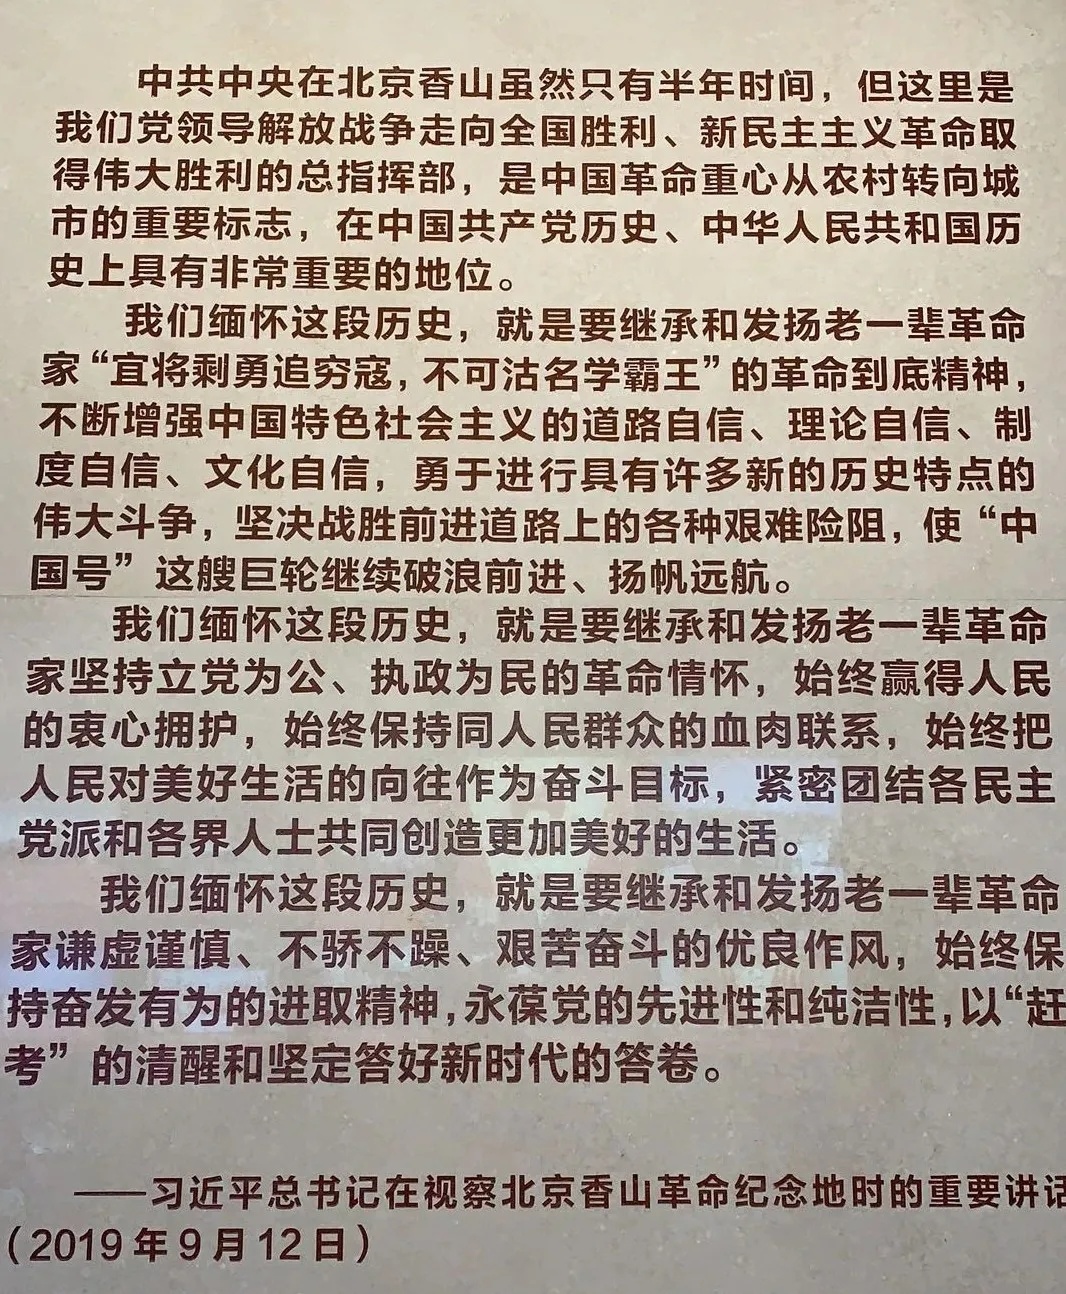 中共中央在北京香山虽然只有半年时间，但这里是
我们党领导解放战争走向全国胜利、新民主主义革命取
得伟大胜利的总指挥部，是中国革命重心从农村转向城
市的重要标志，在中国共产党历史、中华人民共和国历
史上具有非常重要的地位。
我们缅怀这段历史，就是要继承和发扬老一辈革命
家“宜将剩勇追穷寇，不可沽名学霸王”的革命到底精神，
不断增强中国特色社会主义的道路自信、理论自信、制
度自信、文化自信，勇于进行具有许多新的历史特点的
伟大斗争，坚决战胜前进道路上的各种艰难险阻，使“中
国号”这艘巨轮继续破浪前进、扬帆远航。
我们缅怀这段历史，就是要继承和发扬老一辈革命
家坚持立党为公、执政为民的革命情怀，始终赢得人民
的衷心拥护，始终保持同人民群众的血肉联系，始终把
人民对美好生活的向往作为奋斗目标，紧密团结各民主
党派和各界人士共同创造更加美好的生活。
我们缅怀这段历史，就是要继承和发扬老一辈革命
家谦虚谨慎、不骄不躁、艰苦奋斗的优良作风，始终保
持奋发有为的进取精神，永葆党的先进性和纯洁性，以“赶
考”的清醒和坚定答好新时代的答卷。
——习近平总书记在视察北京香山革命纪念地时的重要讲话
（2019年9月12日）